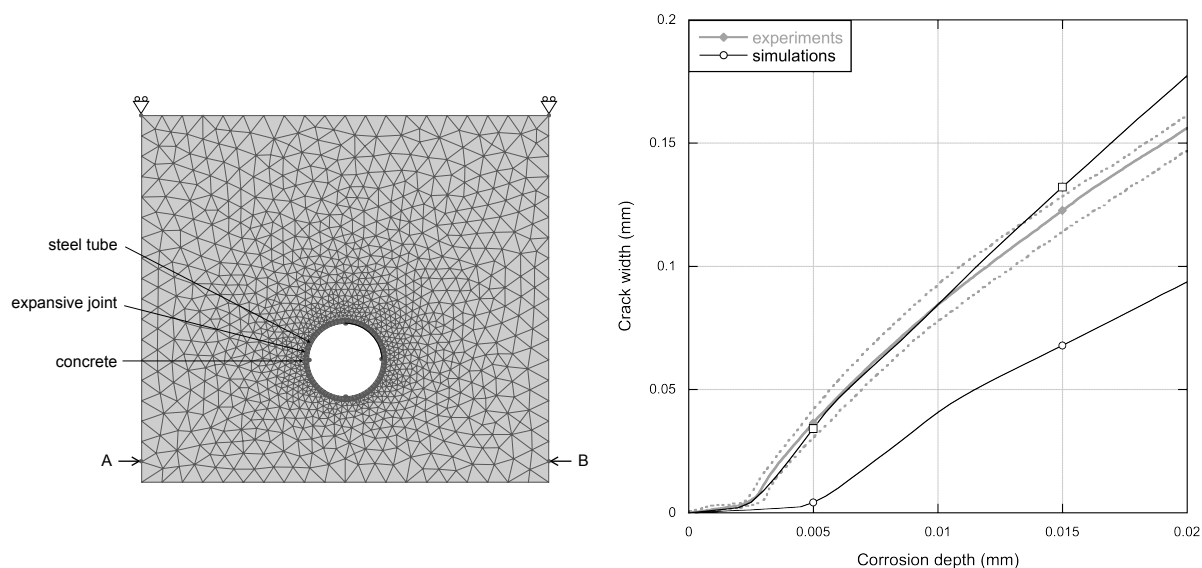 steel tube
expansive joint
concrete
A
B
experiments
simulations
0.2
0.15
0.1
0.05
0
0
0.005
0.01
0.015
0.02
Crack width (mm)
Corrosion depth (mm)